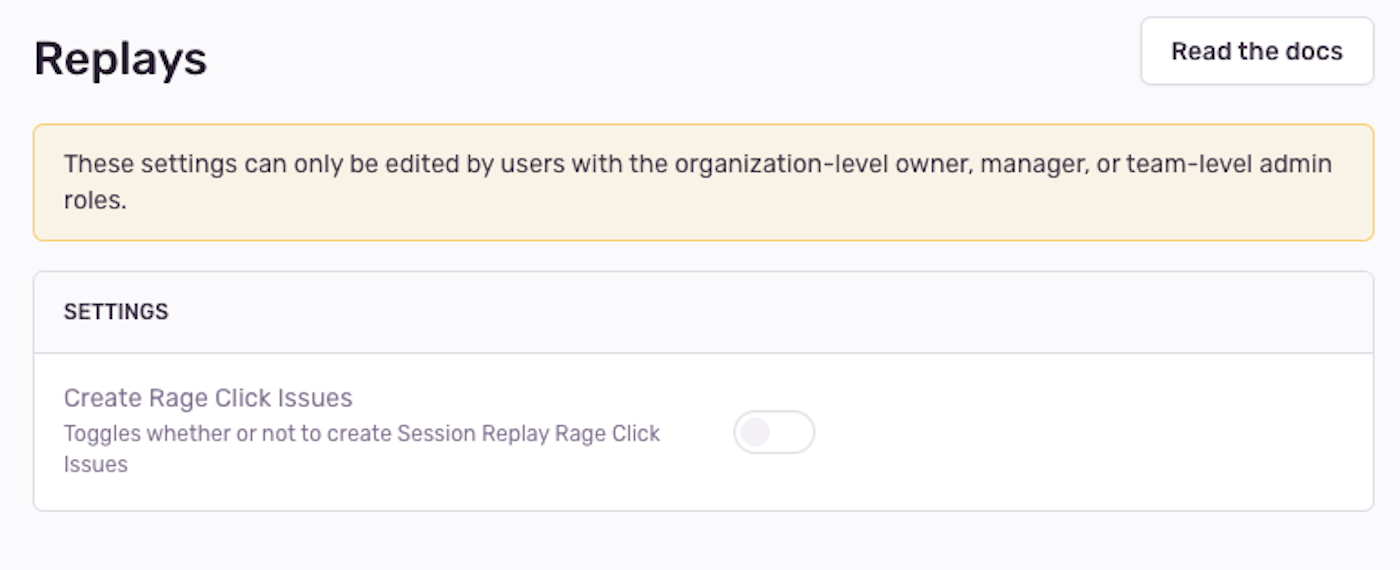 Replays
Read the docs
These settings can only be edited by users with the organization-level owner, manager, or team-level admin
roles.
SETTINGS
Create Rage Click Issues
Toggles whether or not to create Session Replay Rage Click
Issues